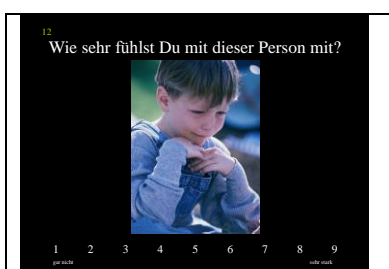 12
Wie sehr fühlst Du mit dieser Person mit?
1 2 3 4 5 6 7 8 9
gar nicht sehr stark